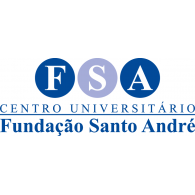 FSA
CENTRO UNIVERSITÁRIO
Fundação Santo André